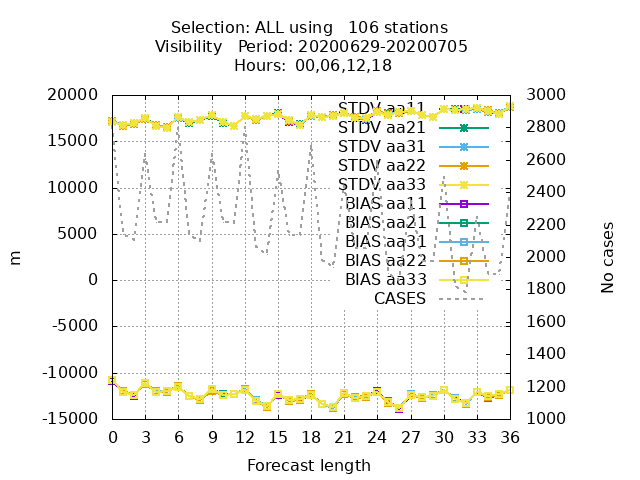 Selection: ALL using   106 stations
Visibility   Period: 20200629-20200705
Hours:  00,06,12,18
20000
15000
10000
5000
0
-5000
-10000
-15000
m
3000
2800
2600
2400
2200
2000
1800
1600
1400
1200
1000
No cases
STDV aa11
STDV aa21
STDV aa31
STDV aa22
STDV aa33
BIAS aa11
BIAS aa21
BIAS aa31
BIAS aa22
BIAS aa33
CASES
0 3 6 9 12 15 18 21 24 27 30 33 36
Forecast length